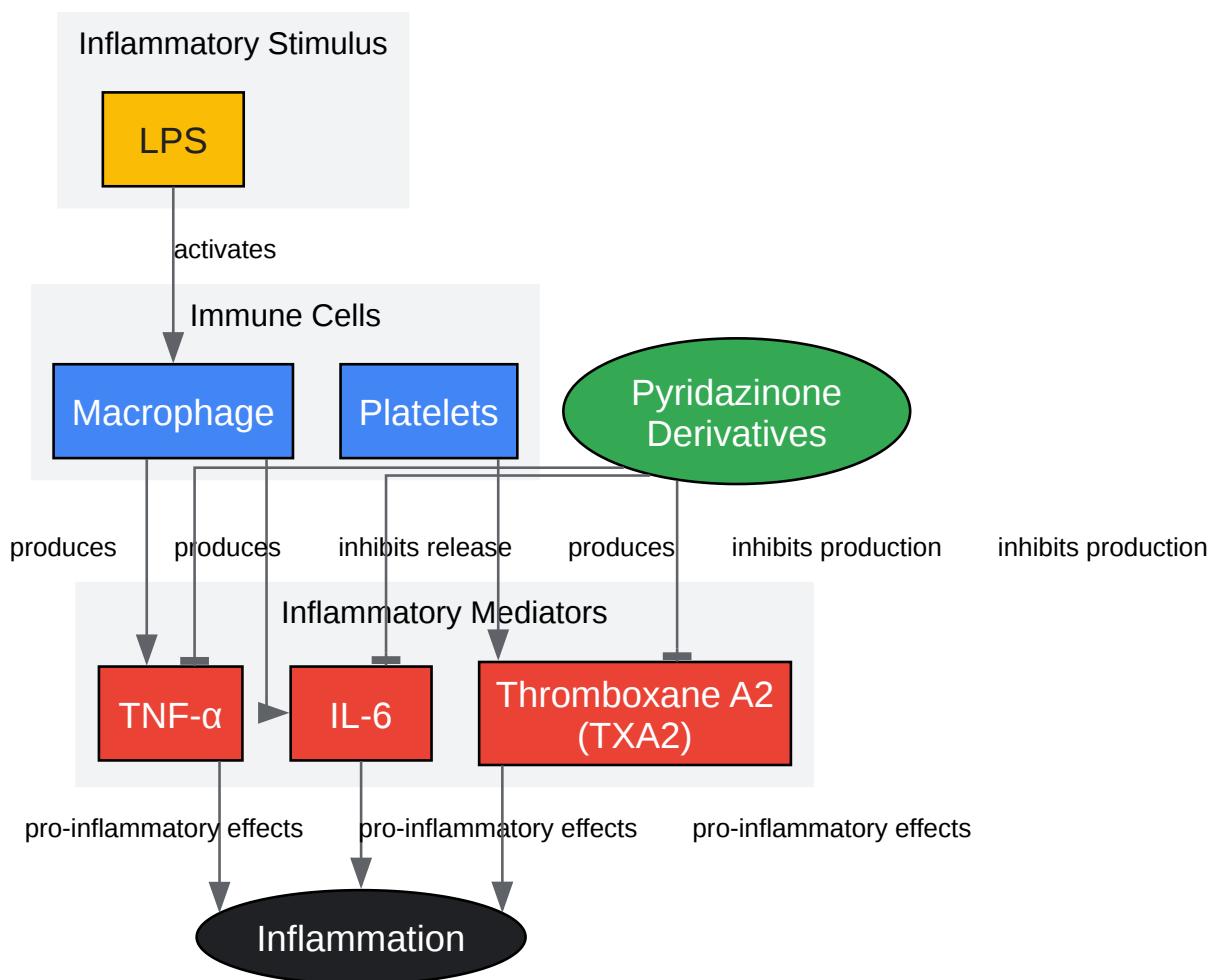 Inflammatory Stimulus
LPS
activates
Immune Cells
Macrophage
Platelets
Pyridazinone
Derivatives
produces
produces
inhibits release
produces
inhibits production
inhibits production
Inflammatory Mediators
TNF-α
IL-6
Thromboxane A2
(TXA2)
pro-inflammatory effects
pro-inflammatory effects
pro-inflammatory effects
Inflammation